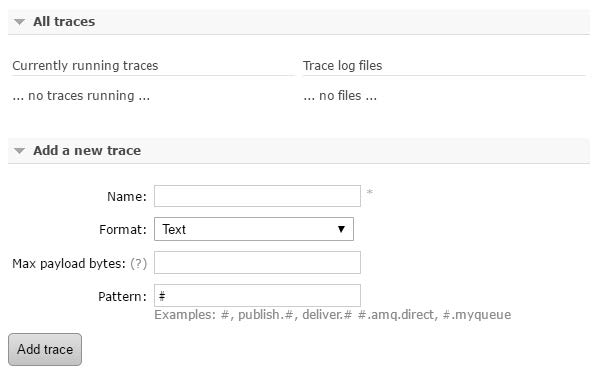 All traces
Currently running traces
Trace log files
... no traces running ...
... no files ...
Add a new trace
Name: *
Format: Text
Max payload bytes: (?)
Pattern: #
Examples: #, publish.#, deliver.# #.amq.direct, #.myqueue
Add trace